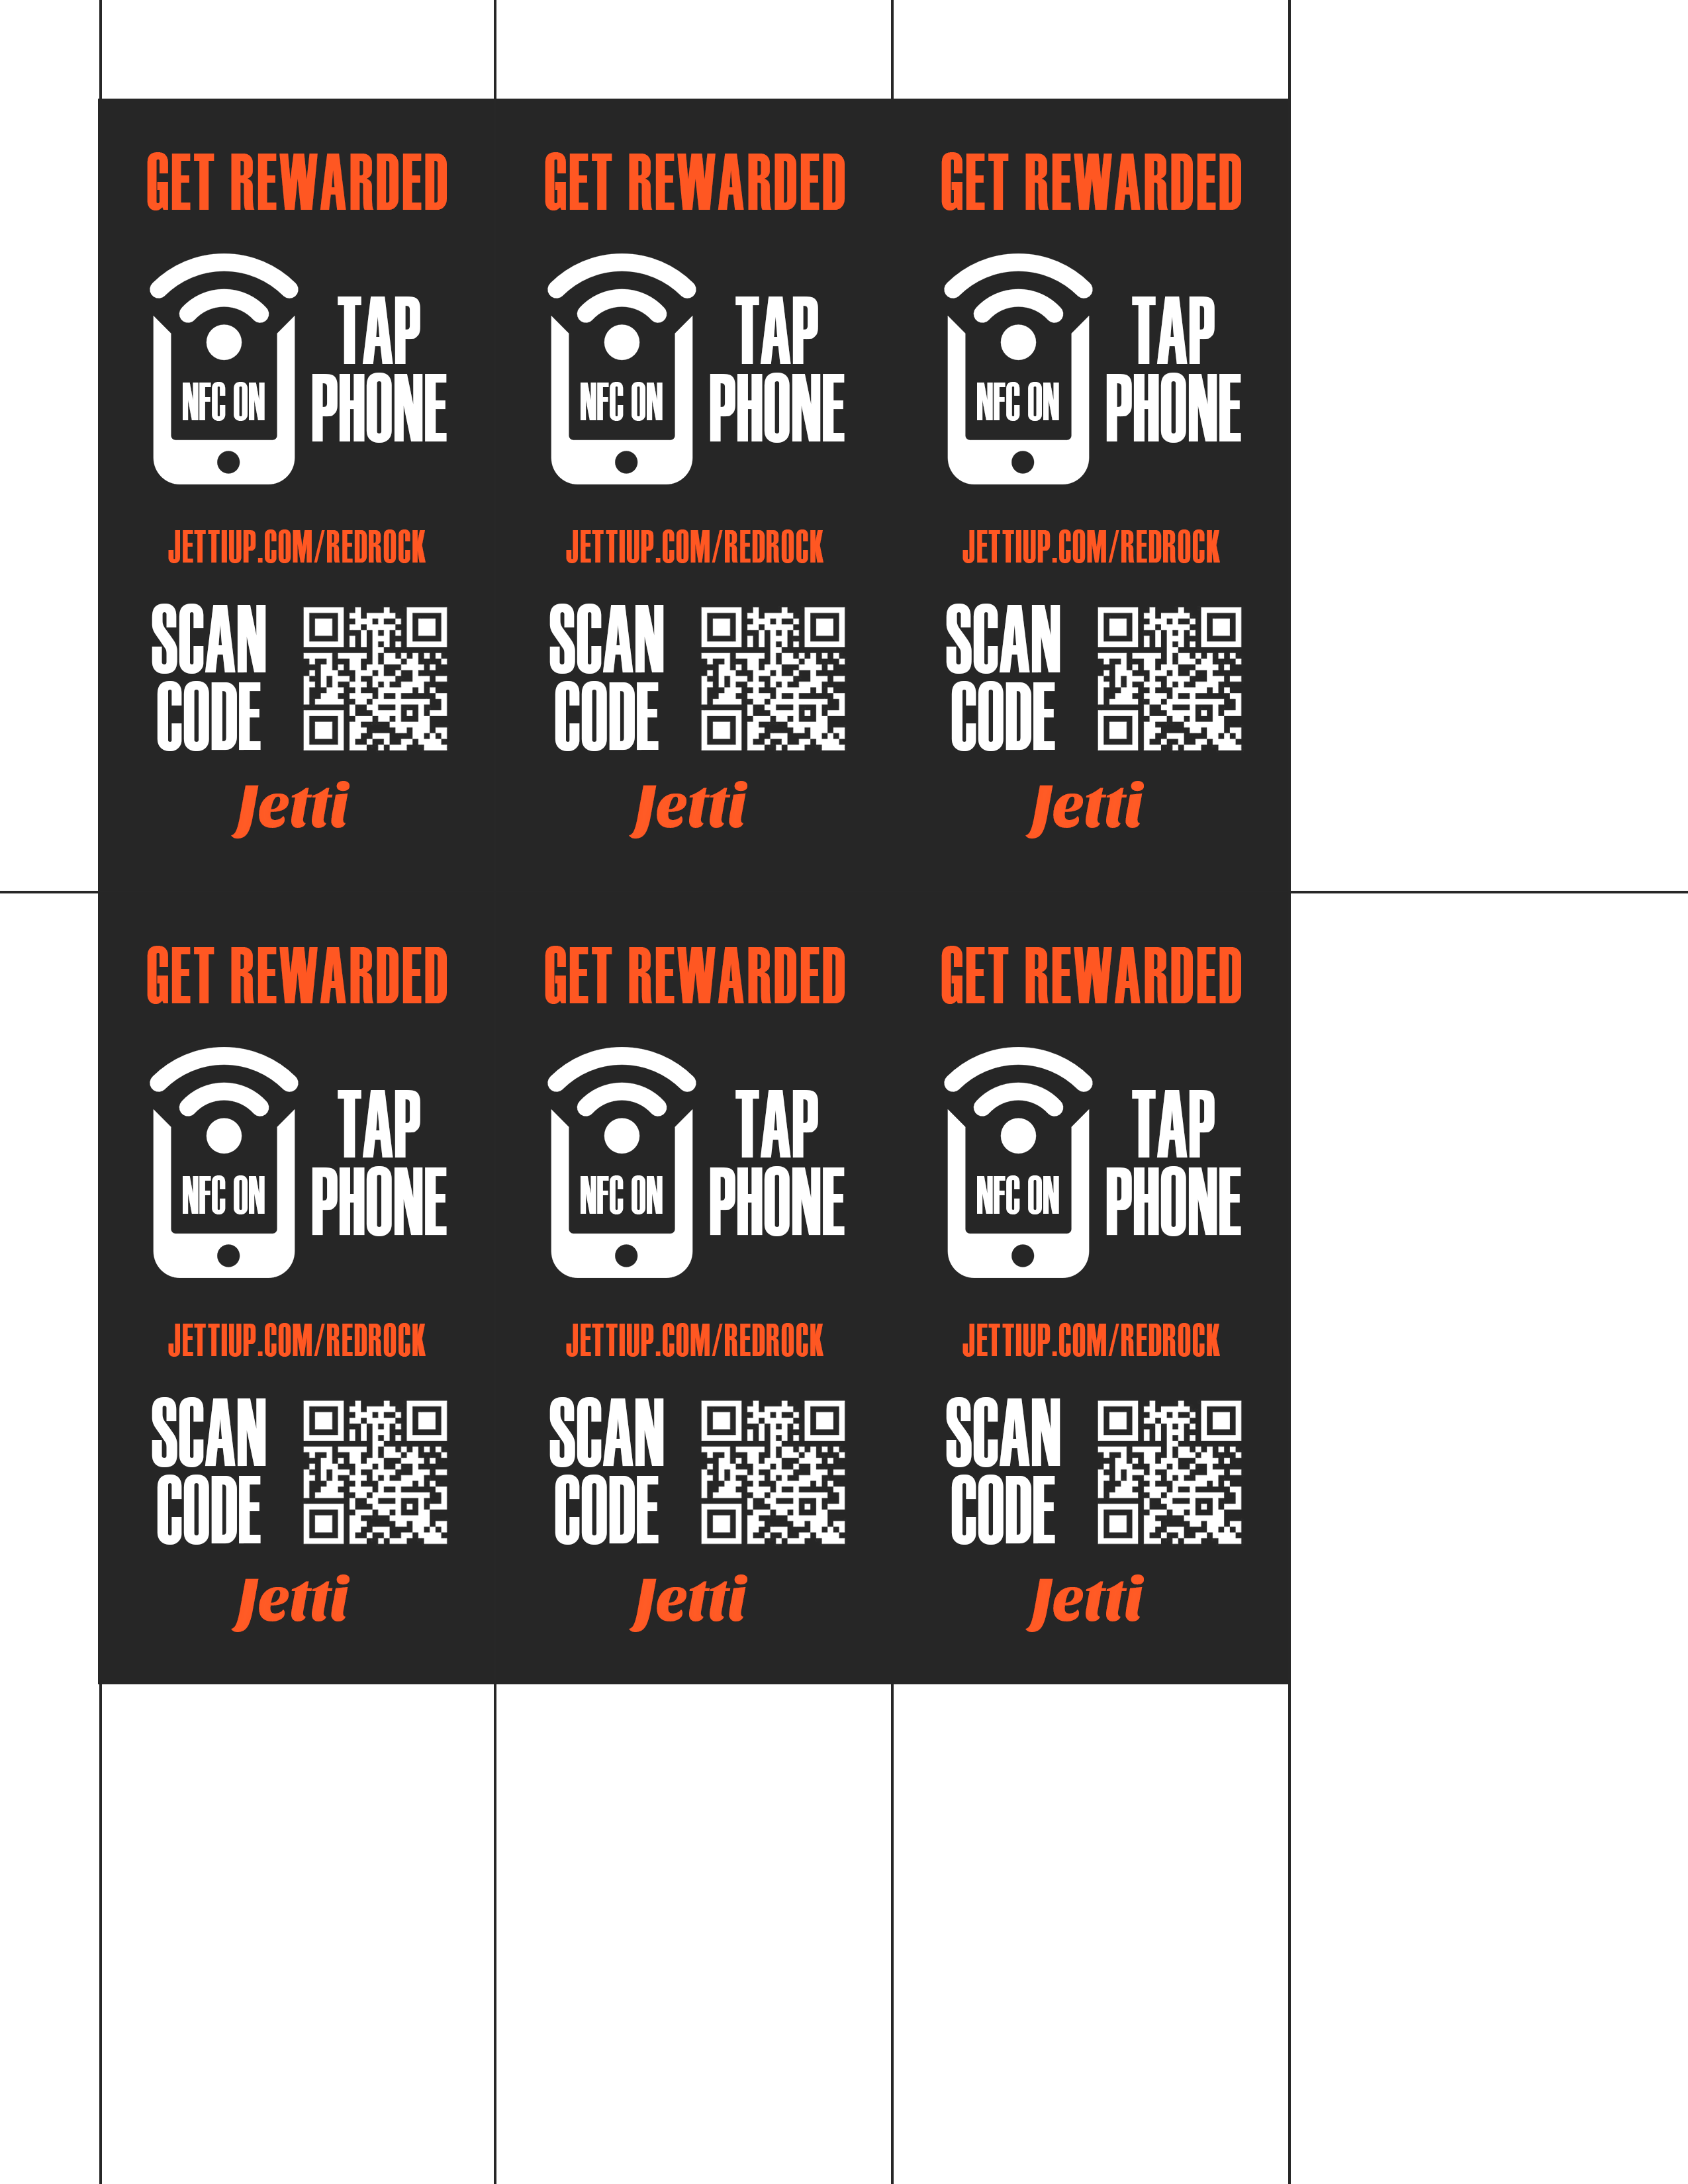 GET REWARDED
TAP
PHONE
NFC ON
JETTIUP.COM/REDROCK
SCAN
CODE
Jetti
GET REWARDED
TAP
PHONE
NFC ON
JETTIUP.COM/REDROCK
SCAN
CODE
Jetti
GET REWARDED
TAP
PHONE
NFC ON
JETTIUP.COM/REDROCK
SCAN
CODE
Jetti
GET REWARDED
TAP
PHONE
NFC ON
JETTIUP.COM/REDROCK
SCAN
CODE
Jetti
GET REWARDED
TAP
PHONE
NFC ON
JETTIUP.COM/REDROCK
SCAN
CODE
Jetti
GET REWARDED
TAP
PHONE
NFC ON
JETTIUP.COM/REDROCK
SCAN
CODE
Jetti